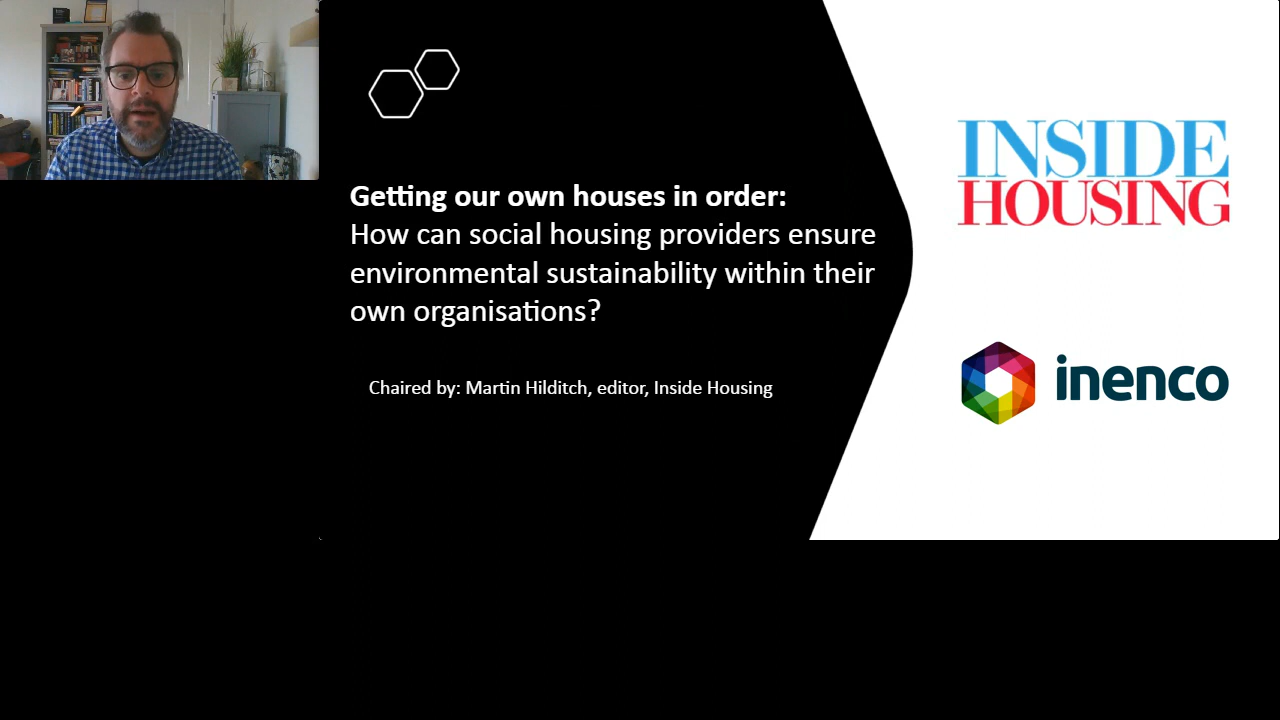 Getting our own houses in order:
How can social housing providers ensure
environmental sustainability within their
own organisations?
Chaired by: Martin Hilditch, editor, Inside Housing
INSIDE
HOUSING
inenco